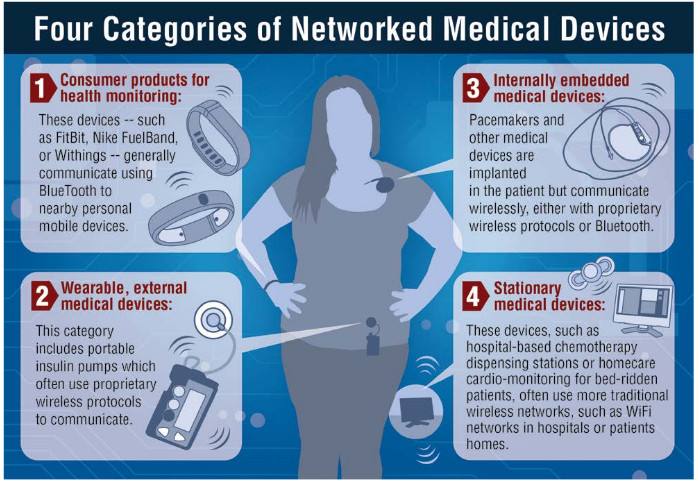 Four Categories of Networked Medical Devices
1 Consumer products for
health monitoring:
These devices -- such
as FitBit, Nike FuelBand,
or Withings -- generally
communicate using
BlueTooth to
nearby personal
mobile devices.
2 Wearable, external
medical devices:
This category
includes portable
insulin pumps which
often use proprietary
wireless protocols
to communicate.
3 Internally embedded
medical devices:
Pacemakers and
other medical
devices are
implanted
in the patient but communicate
wirelessly, either with proprietary
wireless protocols or Bluetooth.
4 Stationary
medical devices:
These devices, such as
hospital-based chemotherapy
dispensing stations or homecare
cardio-monitoring for bed-ridden
patients, often use more traditional
wireless networks, such as WiFi
networks in hospitals or patients
homes.